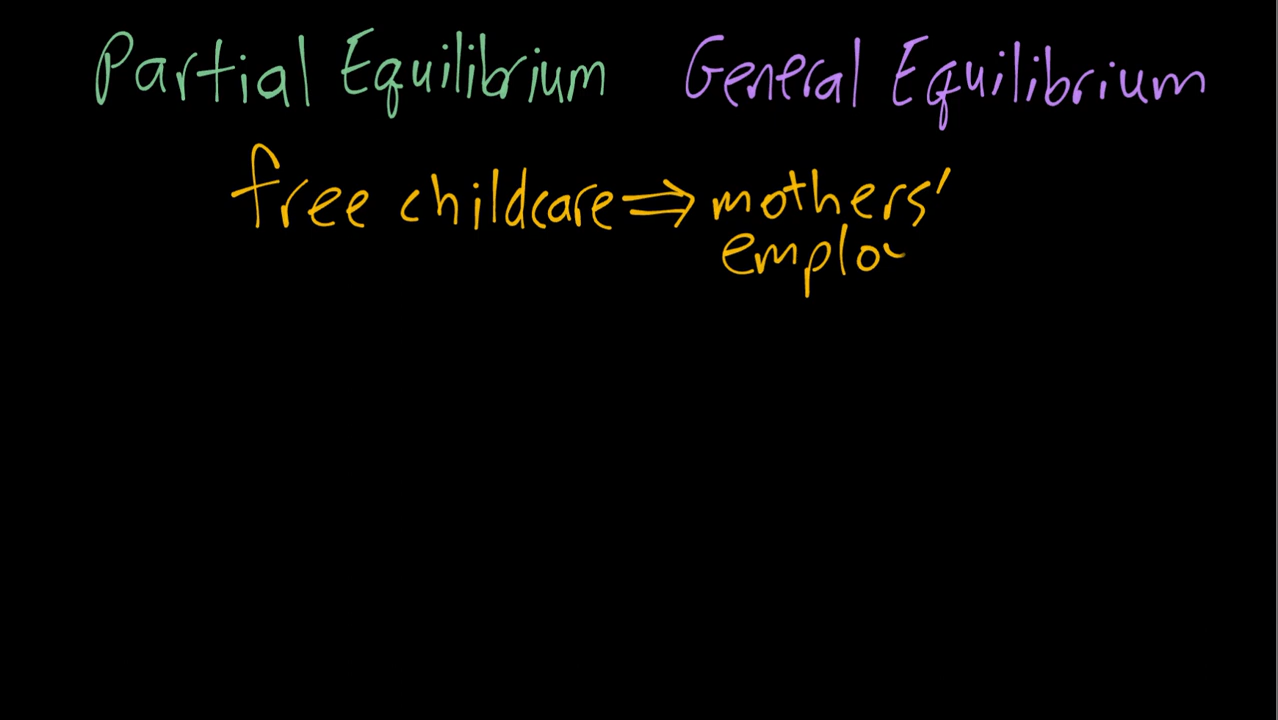 Partial Equilibrium General Equilibrium
free childcare ⇒ mothers'
emplo